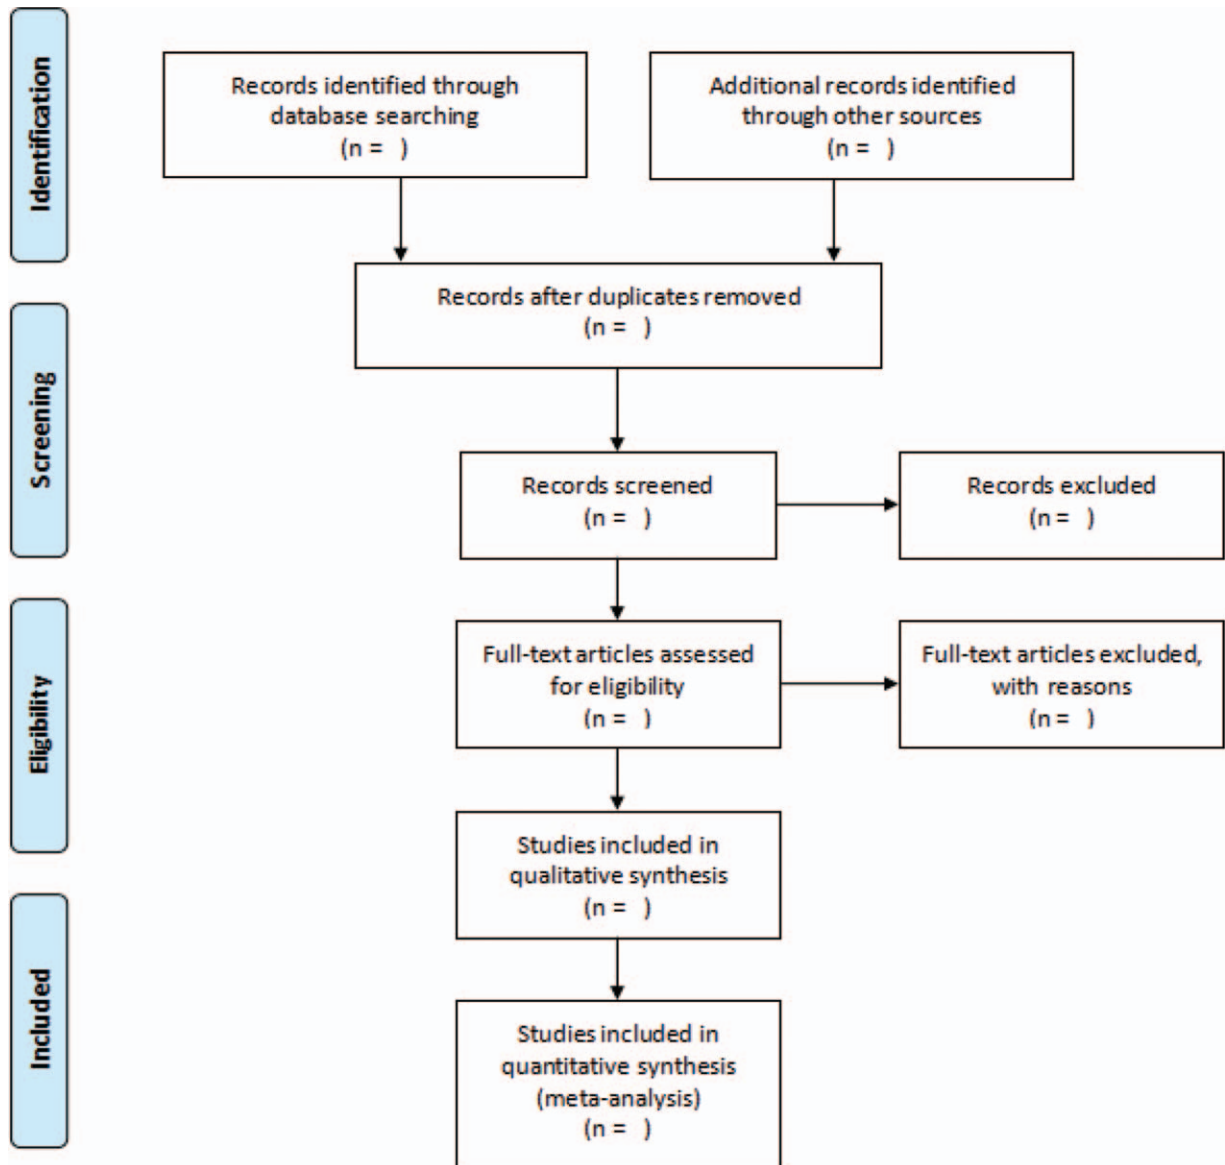 Identification
Records identified through
database searching
(n =   )
Additional records identified
through other sources
(n =   )
Records after duplicates removed
(n =   )
Screening
Records screened
(n =   )
Records excluded
(n =   )
Eligibility
Full-text articles assessed
for eligibility
(n =   )
Full-text articles excluded,
with reasons
(n =   )
Studies included in
qualitative synthesis
(n =   )
Included
Studies included in
quantitative synthesis
(meta-analysis)
(n =   )